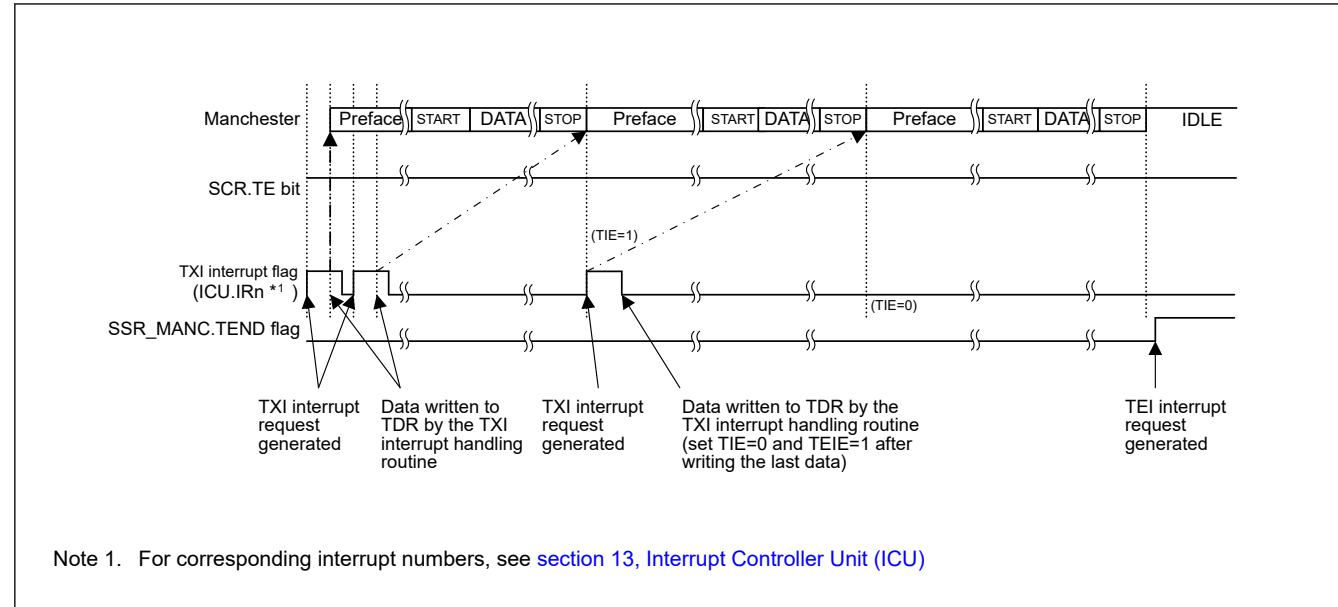 Manchester Preface START DATA STOP Preface START DATA STOP Preface START DATA STOP IDLE
SCR.TE bit
(TIE=1)
TXI interrupt flag
(ICU.IRn *1 )
(TIE=0)
SSR_MANC.TEND flag
TXI interrupt
request
generated
Data written to
TDR by the TXI
interrupt handling
routine
TXI interrupt
request
generated
Data written to TDR by the
TXI interrupt handling routine
(set TIE=0 and TEIE=1 after
writing the last data)
TEI interrupt
request
generated
Note 1. For corresponding interrupt numbers, see section 13, Interrupt Controller Unit (ICU)